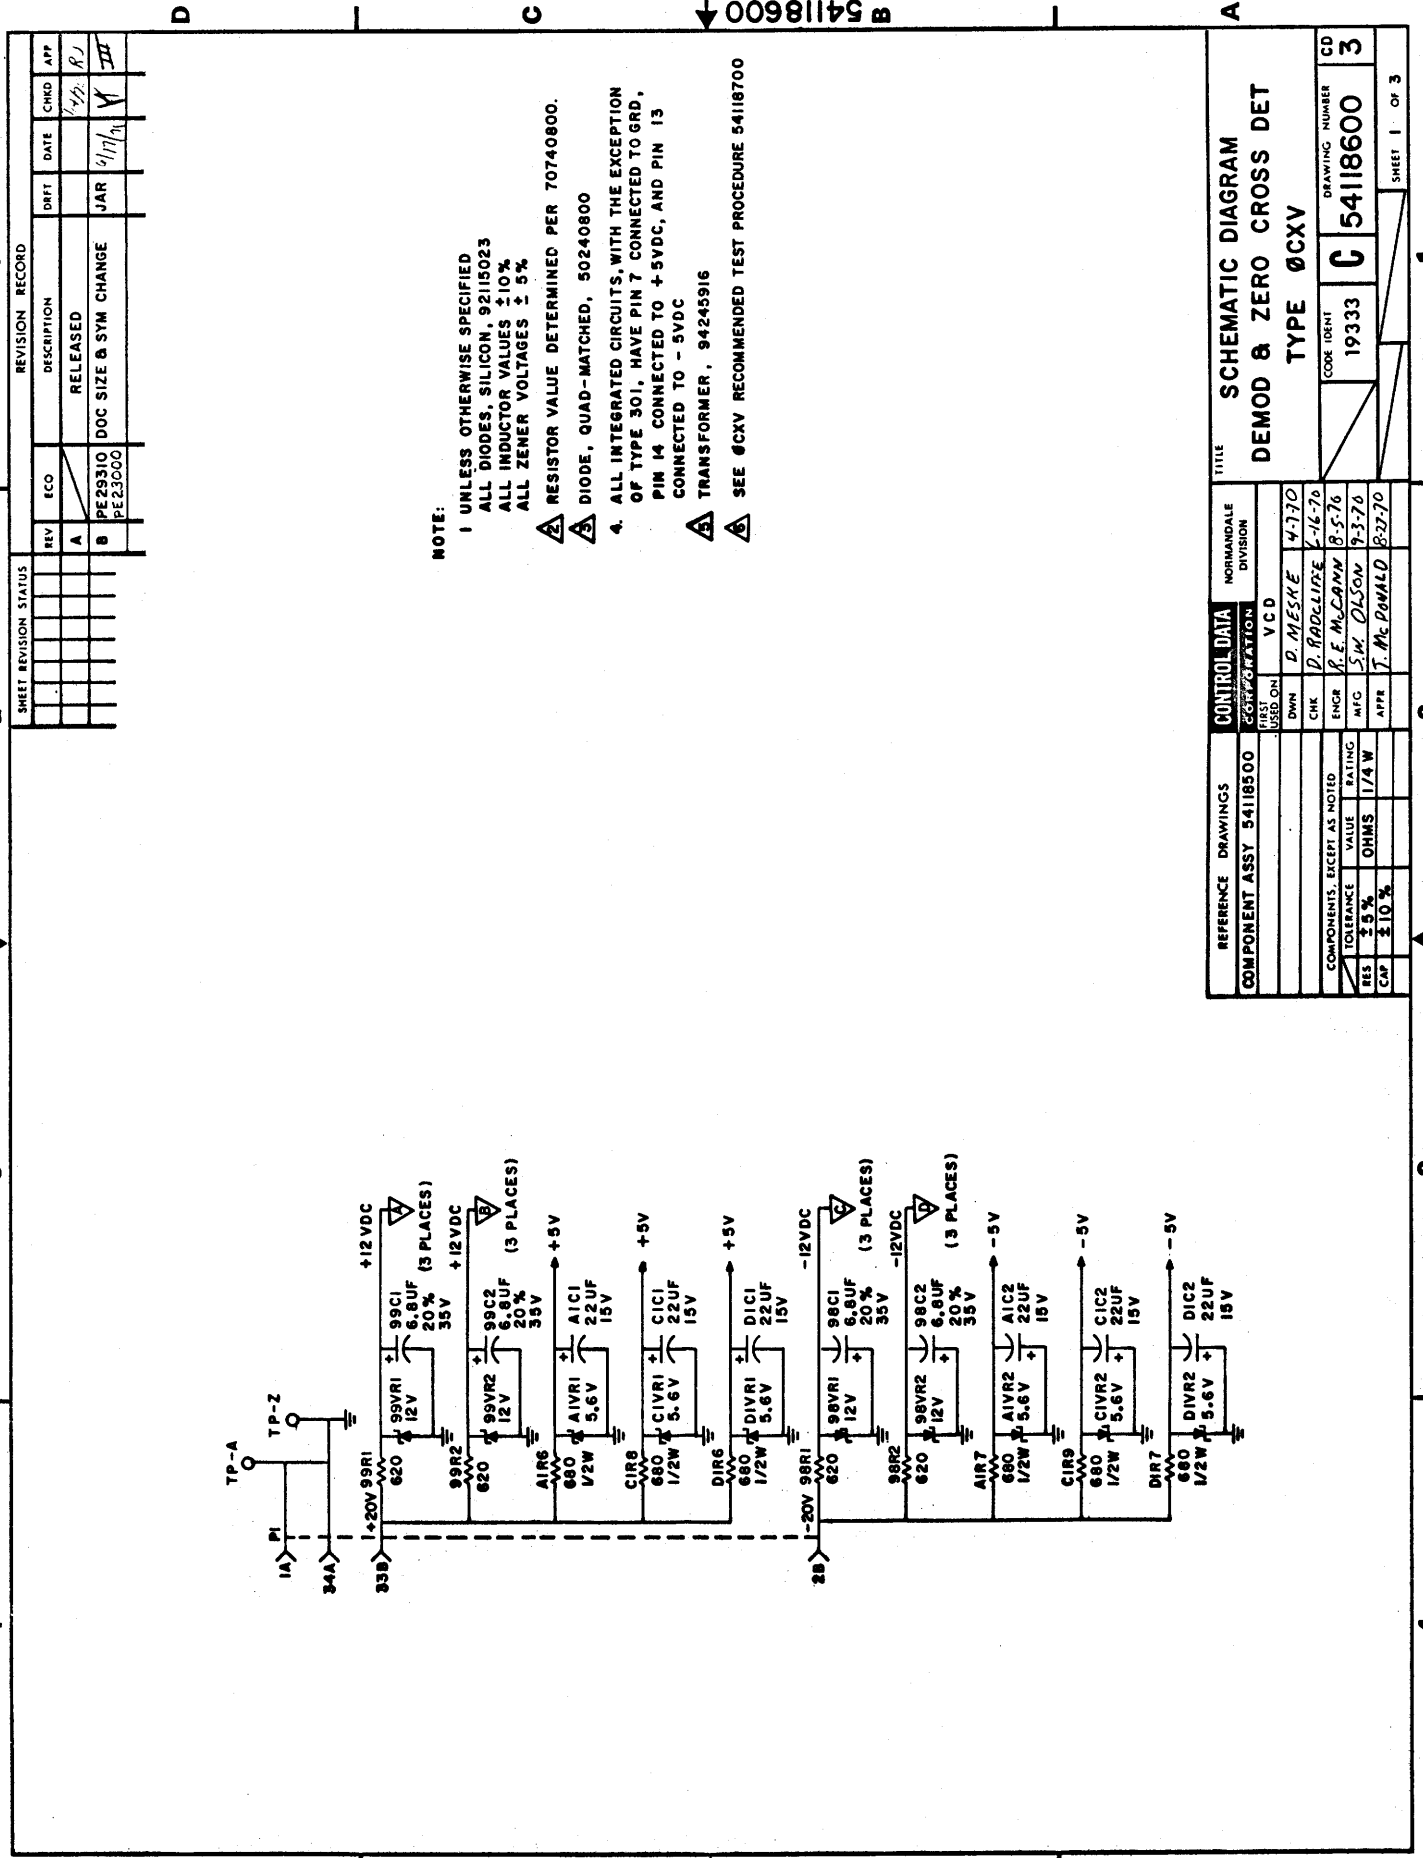 D
C
54118600
B
A
REVISION RECORD
SHEET REVISION STATUS
REV ECO DESCRIPTION DRFT DATE CHKD APP
A RELEASED RJ
B PE29310 DOC SIZE & SYM CHANGE JAR
PE23000
NOTE:
1 UNLESS OTHERWISE SPECIFIED
ALL DIODES, SILICON, 92115023
ALL INDUCTOR VALUES ±10%
ALL ZENER VOLTAGES ± 5%
2 RESISTOR VALUE DETERMINED PER 70740800.
3 DIODE, QUAD-MATCHED, 50240800
4. ALL INTEGRATED CIRCUITS, WITH THE EXCEPTION
OF TYPE 301, HAVE PIN 7 CONNECTED TO GRD,
PIN 14 CONNECTED TO +5VDC, AND PIN 13
CONNECTED TO - 5VDC
5 TRANSFORMER, 94245916
6 SEE ØCXV RECOMMENDED TEST PROCEDURE 54118700
TP-A
TP-Z
P1
1A
34A
33B
+20V 99R1
620
99VR1
12V
99C1
6.8UF
20%
35V
+
+12VDC
A
(3 PLACES)
99R2
620
99VR2
12V
99C2
6.8UF
20%
35V
+
+12VDC
B
(3 PLACES)
A1R6
680
1/2W
A1VR1
5.6V
A1C1
22UF
15V
+
+5V
C1R8
680
1/2W
C1VR1
5.6V
C1C1
22UF
15V
+
+5V
D1R6
680
1/2W
D1VR1
5.6V
D1C1
22UF
15V
+
+5V
2B
-20V 98R1
620
98VR1
12V
98C1
6.8UF
20%
35V
+
-12VDC
C
(3 PLACES)
98R2
620
98VR2
12V
98C2
6.8UF
20%
35V
+
-12VDC
D
(3 PLACES)
A1R7
680
1/2W
A1VR2
5.6V
A1C2
22UF
15V
+
-5V
C1R9
680
1/2W
C1VR2
5.6V
C1C2
22UF
15V
+
-5V
D1R7
680
1/2W
D1VR2
5.6V
D1C2
22UF
15V
+
-5V
REFERENCE DRAWINGS
COMPONENT ASSY 54118500
COMPONENTS, EXCEPT AS NOTED
TOLERANCE VALUE RATING
RES ±5% OHMS 1/4 W
CAP ±10%
CONTROL DATA
CORPORATION
NORMANDALE
DIVISION
FIRST
USED ON
VCD
DWN D. MESKE 4-7-70
CHK D. RADCLIFFE 6-16-70
ENGR R. E. McCANN 8-5-70
MFG S.W. OLSON 9-3-70
APPR T. McDONALD 8-27-70
TITLE
SCHEMATIC DIAGRAM
DEMOD & ZERO CROSS DET
TYPE ØCXV
CODE IDENT
19333
C
DRAWING NUMBER
54118600
CD
3
SHEET 1 OF 3